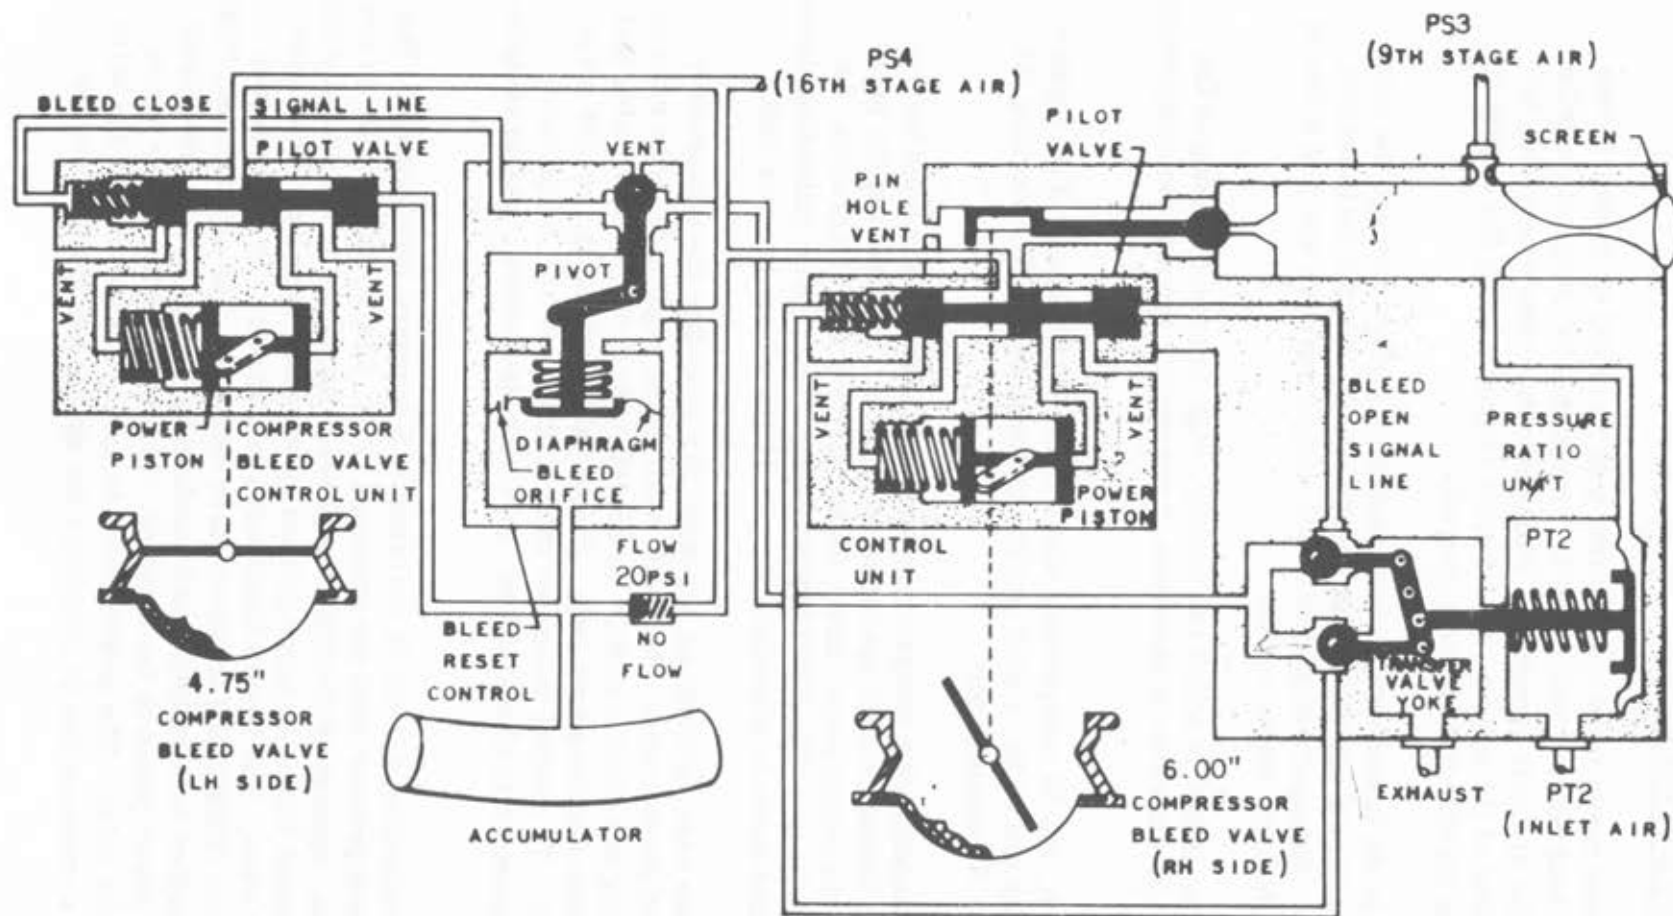 PS3
(9TH STAGE AIR)
PS4
(16TH STAGE AIR)
BLEED CLOSE SIGNAL LINE
PILOT VALVE
VENT
PILOT
VALVE
SCREEN
PIN
HOLE
VENT
PIVOT
VENT
VENT
VENT
VENT
POWER
PISTON
COMPRESSOR
BLEED VALVE
CONTROL UNIT
DIAPHRAGM
BLEED
ORIFICE
BLEED
OPEN
SIGNAL
LINE
PRESSURE
RATIO
UNIT
POWER
PISTON
CONTROL
UNIT
PT2
FLOW
20PSI
NO
FLOW
BLEED
RESET
CONTROL
TRANSFER
VALVE
YOKE
4.75"
COMPRESSOR
BLEED VALVE
(LH SIDE)
ACCUMULATOR
6.00"
COMPRESSOR
BLEED VALVE
(RH SIDE)
EXHAUST
PT2
(INLET AIR)